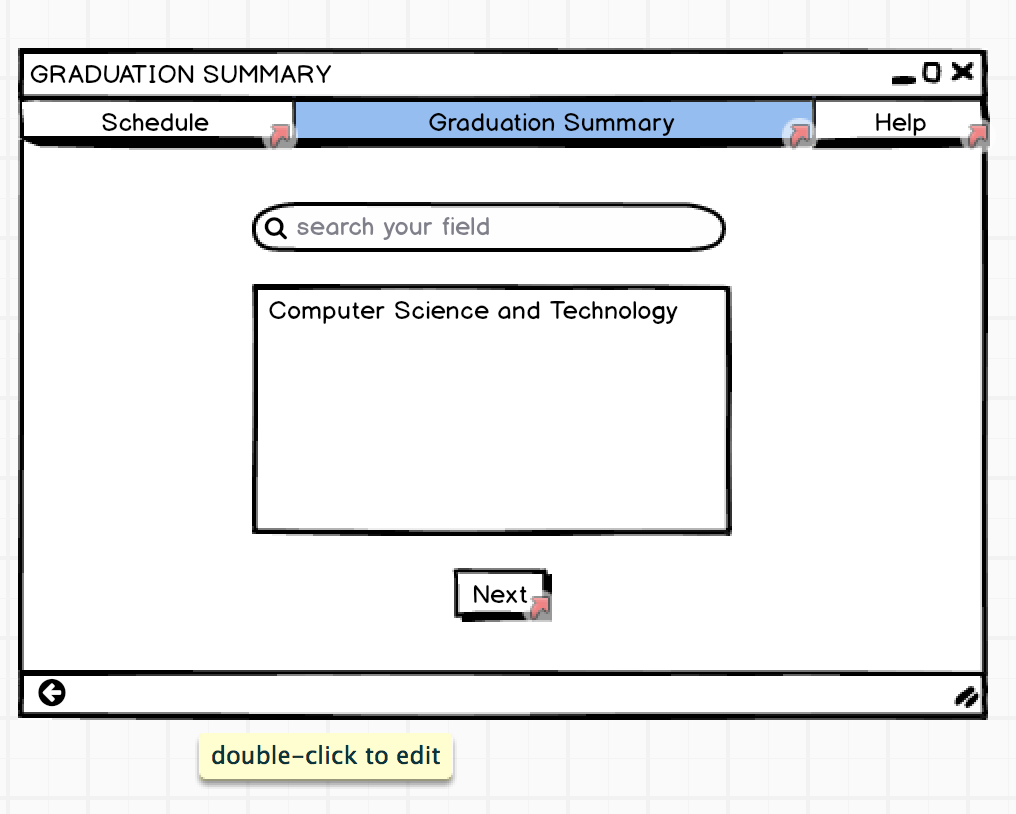 GRADUATION SUMMARY
Schedule
Graduation Summary
Help
search your field
Computer Science and Technology
Next
double-click to edit